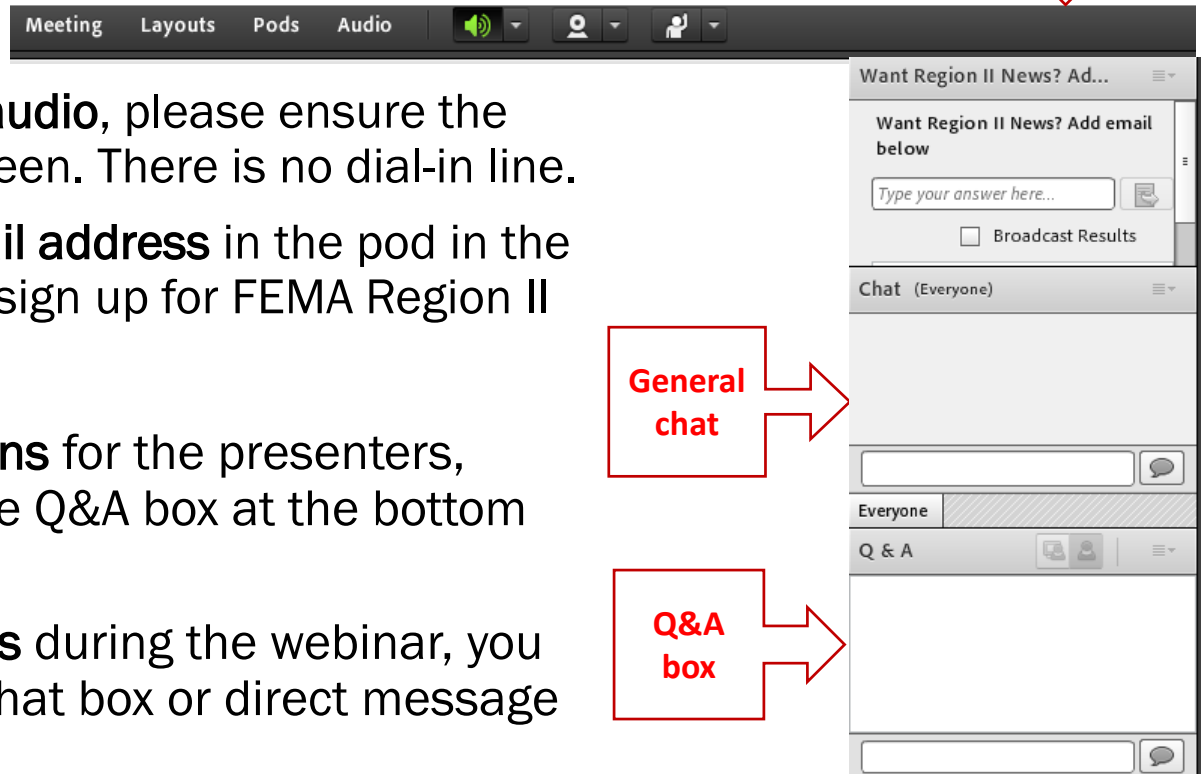 Meeting Layouts Pods Audio
audio, please ensure the
een. There is no dial-in line.
il address in the pod in the
sign up for FEMA Region II
ns for the presenters,
e Q&A box at the bottom
s during the webinar, you
hat box or direct message
General
chat
Q&A
box
Want Region II News? Ad...
Want Region II News? Add email
below
Type your answer here...
Broadcast Results
Chat (Everyone)
Everyone
Q & A